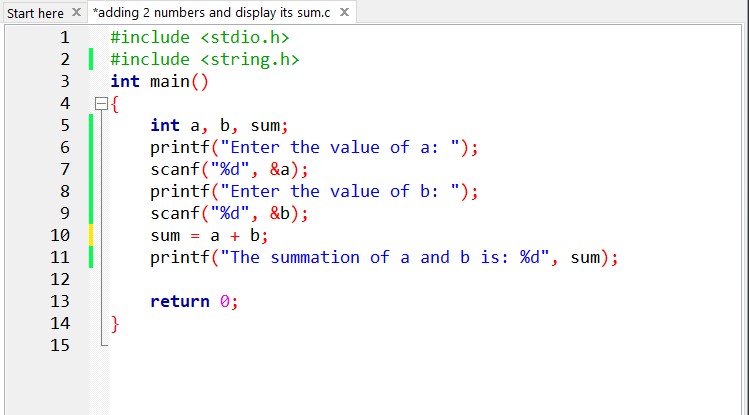 Start here X *adding 2 numbers and display its sum.c X
1 #include <stdio.h>
2 #include <string.h>
3 int main()
4 {
5     int a, b, sum;
6     printf("Enter the value of a: ");
7     scanf("%d", &a);
8     printf("Enter the value of b: ");
9     scanf("%d", &b);
10     sum = a + b;
11     printf("The summation of a and b is: %d", sum);
12
13     return 0;
14 }
15